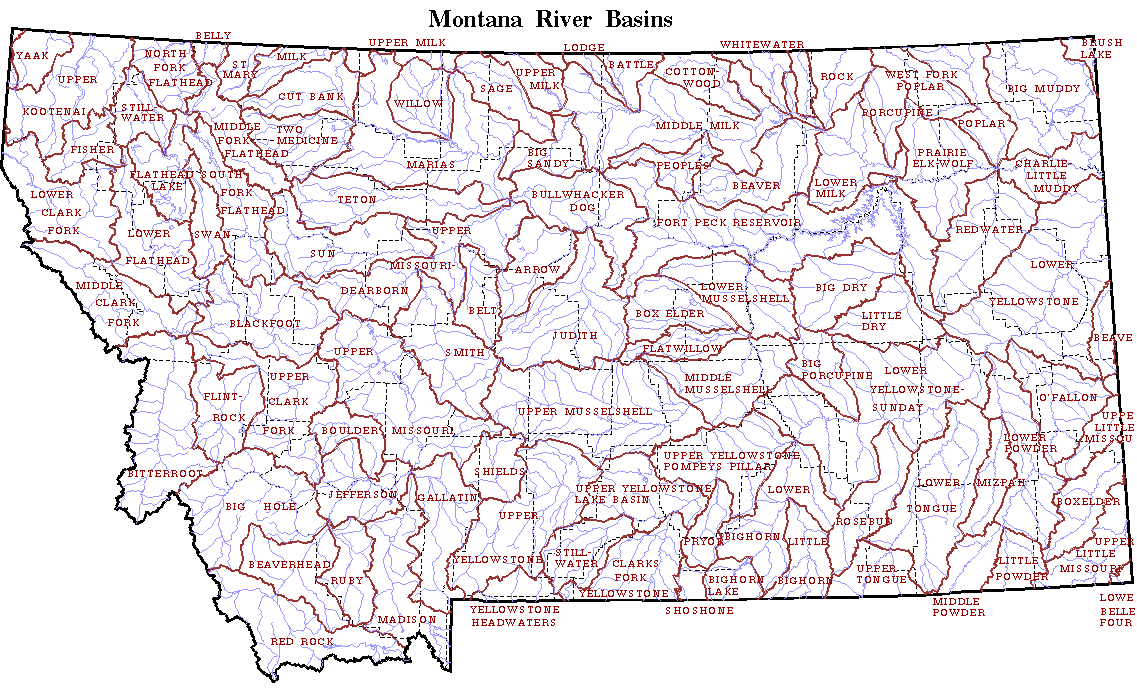 Montana River Basins
BELLY
UPPER MILK
LODGE
WHITEWATER
BRUSH
LAKE
YAAK
NORTH
FORK
FLATHEAD
ST
MARY
MILK
UPPER
KOOTENAI
STILL-
WATER
CUT BANK
WILLOW
SAGE
UPPER
MILK
BATTLE
COTTON
WOOD
ROCK
WEST FORK
POPLAR
BIG MUDDY
PORCUPINE
POPLAR
FISHER
MIDDLE
FORK
FLATHEAD
TWO
MEDICINE
MARIAS
BIG
SANDY
MIDDLE MILK
PEOPLES
BEAVER
LOWER
MILK
PRAIRIE
ELK-WOLF
CHARLIE-
LITTLE
MUDDY
FLATHEAD
LAKE
SOUTH
FORK
FLATHEAD
LOWER
CLARK
FORK
TETON
BULLWHACKER
DOG
FORT PECK RESERVOIR
REDWATER
LOWER
FLATHEAD
SWAN
SUN
UPPER
MISSOURI-
DEARBORN
ARROW
BELT
LOWER
MUSSELSHELL
BIG DRY
LOWER
YELLOWSTONE
MIDDLE
CLARK
FORK
BLACKFOOT
BOX ELDER
LITTLE
DRY
JUDITH
FLATWILLOW
BEAVE
UPPER
MISSOURI
SMITH
BIG
PORCUPINE
LOWER
YELLOWSTONE-
SUNDAY
UPPER
CLARK
FORK
FLINT-
ROCK
MIDDLE
MUSSELSHELL
O'FALLON
UPPER MUSSELSHELL
BOULDER
UPPE
LITTLE
MISSOU
LOWER
POWDER
BITTERROOT
UPPER YELLOWSTONE
POMPEYS PILLAR
SHIELDS
BIG HOLE
JEFFERSON
GALLATIN
UPPER YELLOWSTONE
LAKE BASIN
LOWER
BIGHORN
LOWER
TONGUE
MIZPAH
BOXELDER
UPPER
YELLOWSTONE
ROSEBUD
PRYOR
LITTLE
BIGHORN
STILL-
WATER
CLARKS
FORK
YELLOWSTONE
UPPER
LITTLE
MISSOURI
BEAVERHEAD
RUBY
BIGHORN
LAKE
UPPER
TONGUE
LITTLE
POWDER
MADISON
RED ROCK
YELLOWSTONE
HEADWATERS
SHOSHONE
MIDDLE
POWDER
LOWE
BELLE
FOUR